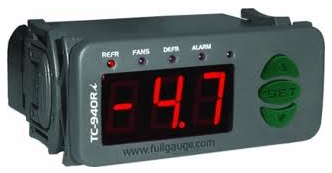 REFR FANS DEFR ALARM
TC-940Ri
-4.7
SET
www.fullgauge.com